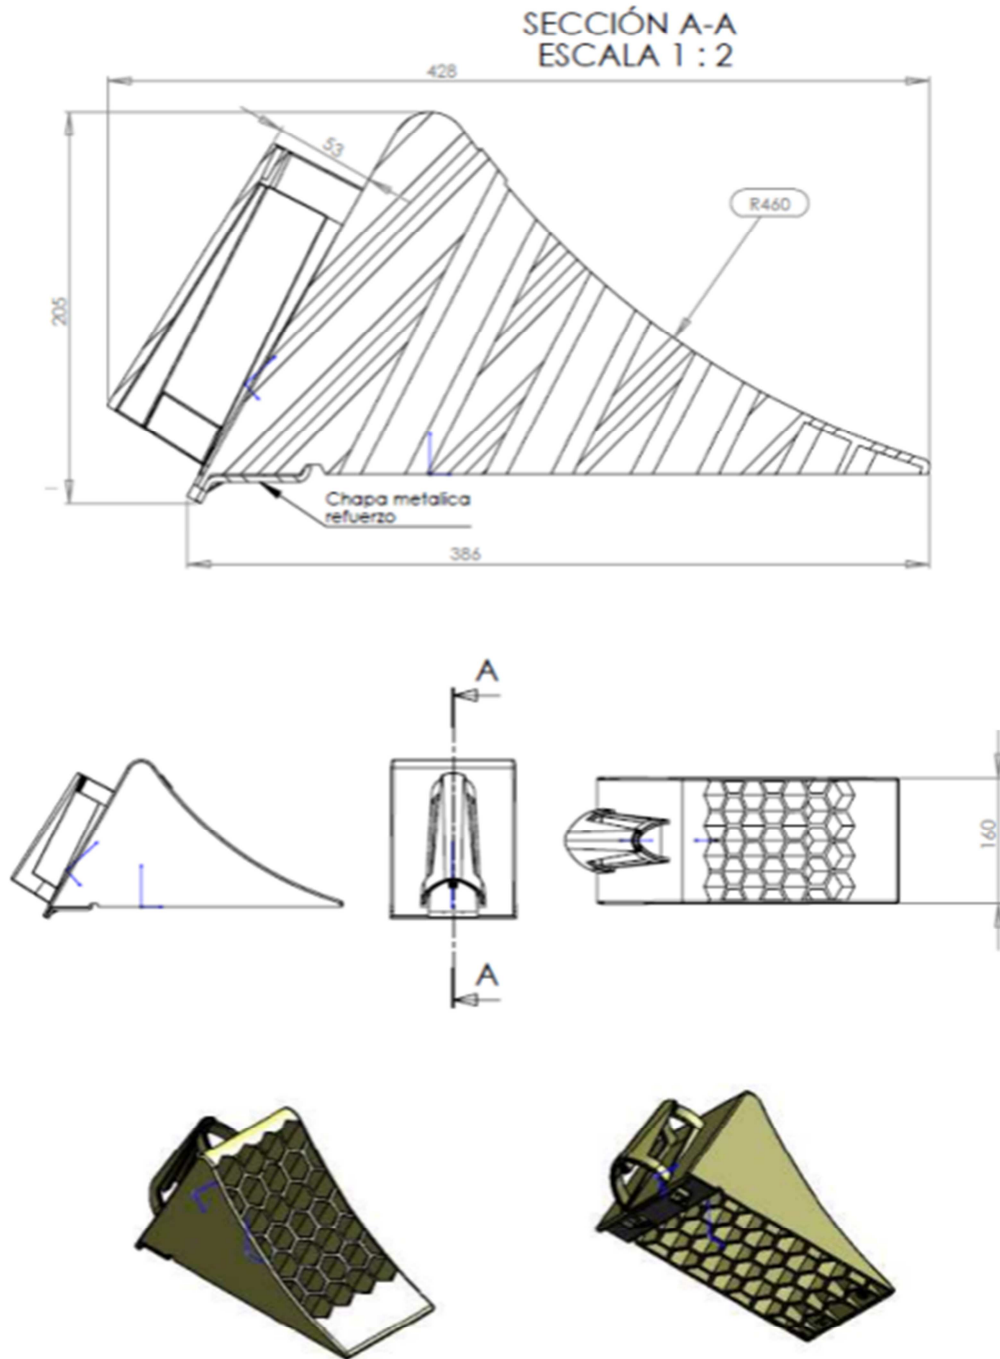 SECCIÓN A-A
ESCALA 1 : 2
428
53
R460
205
Chapa metalica
refuerzo
386
A
160
A